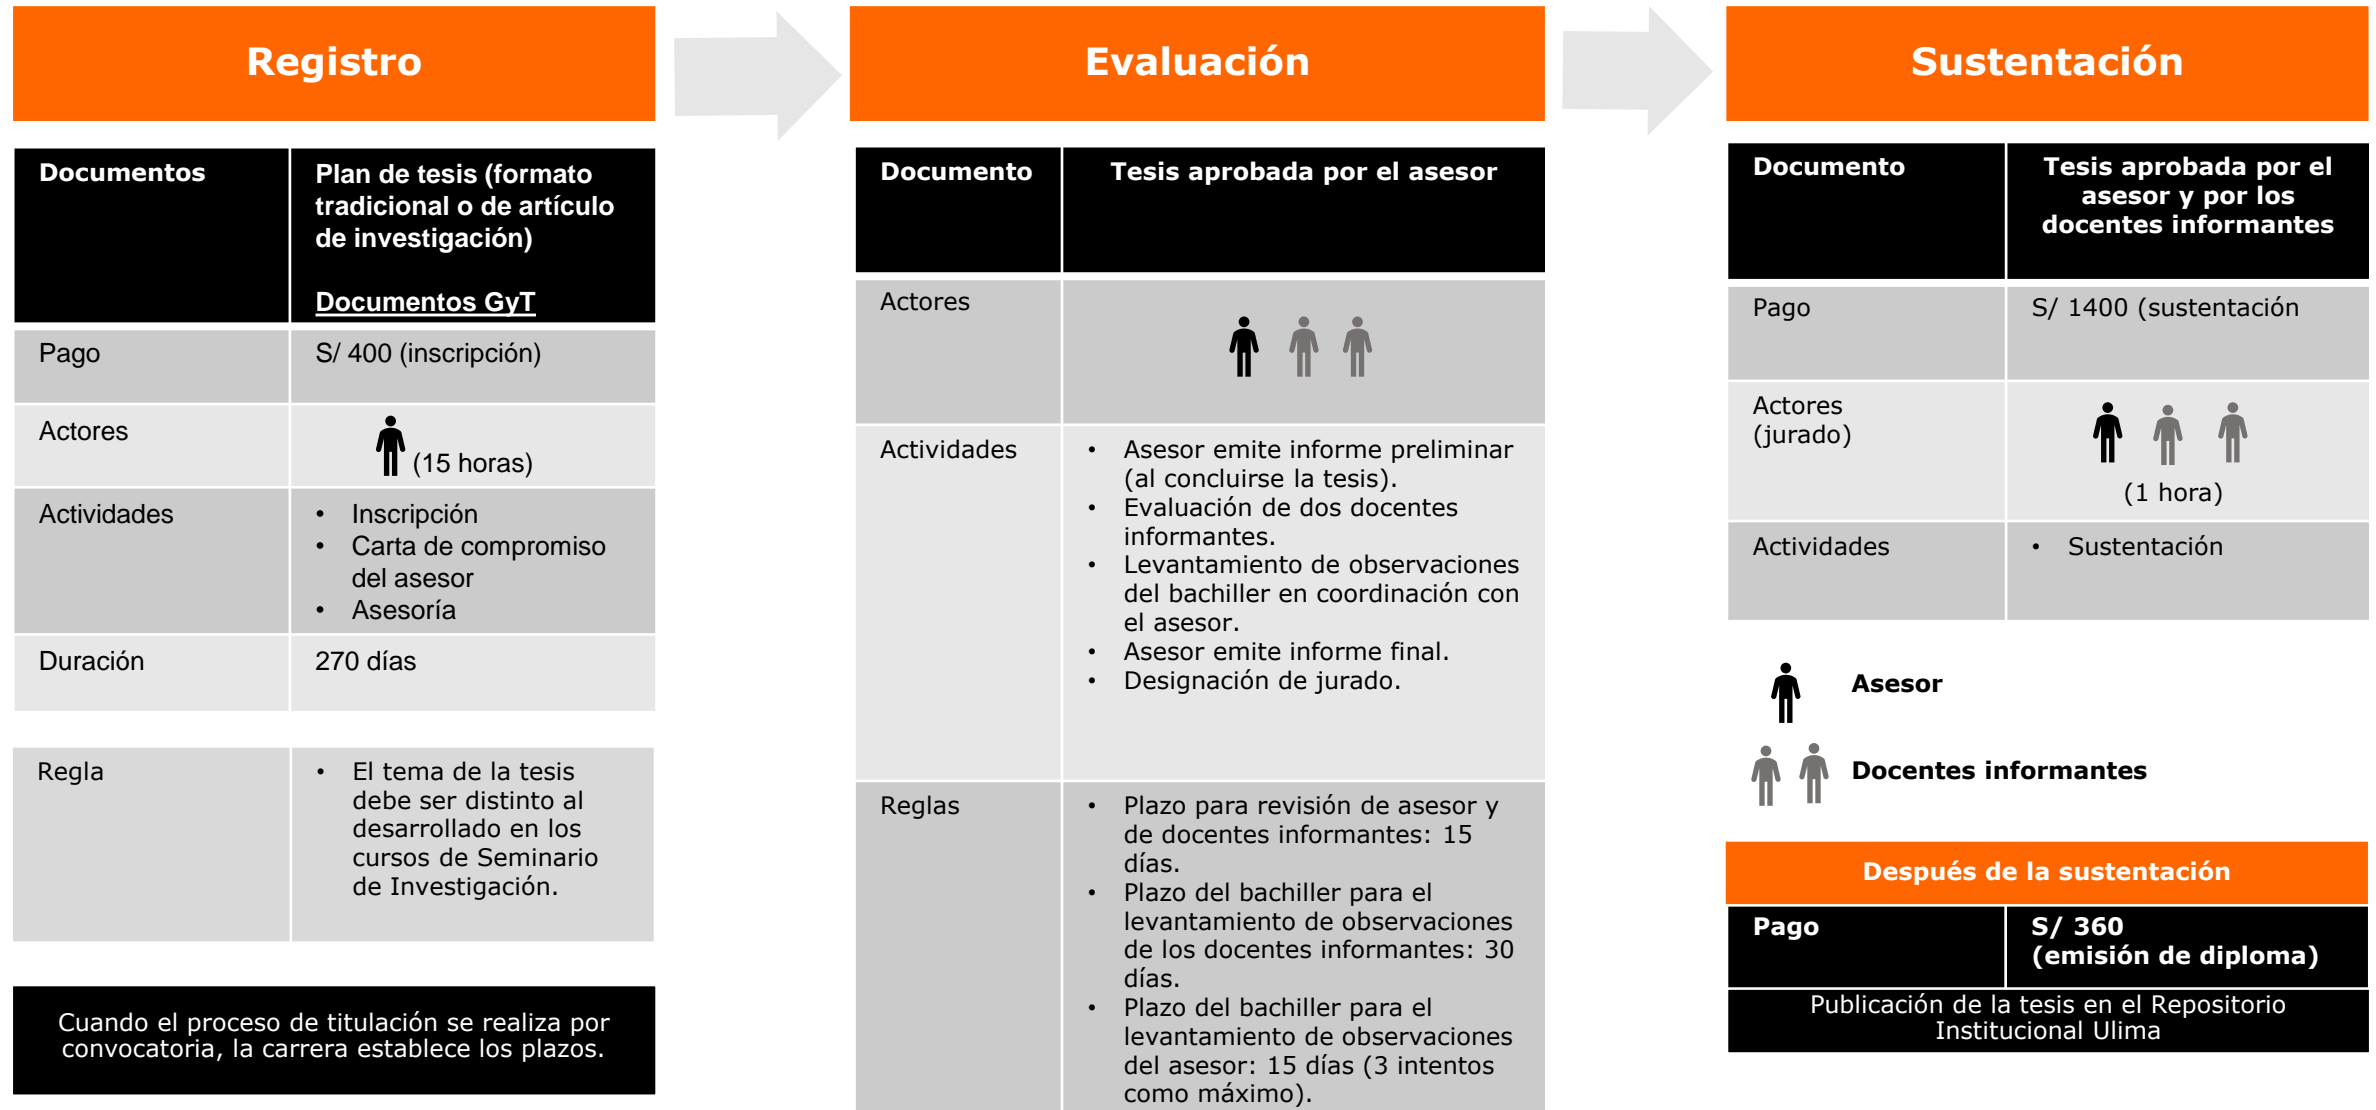 Registro
Documentos
Plan de tesis (formato
tradicional o de artículo
de investigación)
Documentos GyT
Pago
S/ 400 (inscripción)
Actores
(15 horas)
Actividades
• Inscripción
• Carta de compromiso
del asesor
• Asesoría
Duración
270 días
Regla
• El tema de la tesis
debe ser distinto al
desarrollado en los
cursos de Seminario
de Investigación.
Cuando el proceso de titulación se realiza por
convocatoria, la carrera establece los plazos.
Evaluación
Documento
Tesis aprobada por el asesor
Actores
Actividades
• Asesor emite informe preliminar
(al concluirse la tesis).
• Evaluación de dos docentes
informantes.
• Levantamiento de observaciones
del bachiller en coordinación con
el asesor.
• Asesor emite informe final.
• Designación de jurado.
Reglas
• Plazo para revisión de asesor y
de docentes informantes: 15
días.
• Plazo del bachiller para el
levantamiento de observaciones
de los docentes informantes: 30
días.
• Plazo del bachiller para el
levantamiento de observaciones
del asesor: 15 días (3 intentos
como máximo).
Sustentación
Documento
Tesis aprobada por el
asesor y por los
docentes informantes
Pago
S/ 1400 (sustentación
Actores
(jurado)
(1 hora)
Actividades
• Sustentación
Asesor
Docentes informantes
Después de la sustentación
Pago
S/ 360
(emisión de diploma)
Publicación de la tesis en el Repositorio
Institucional Ulima